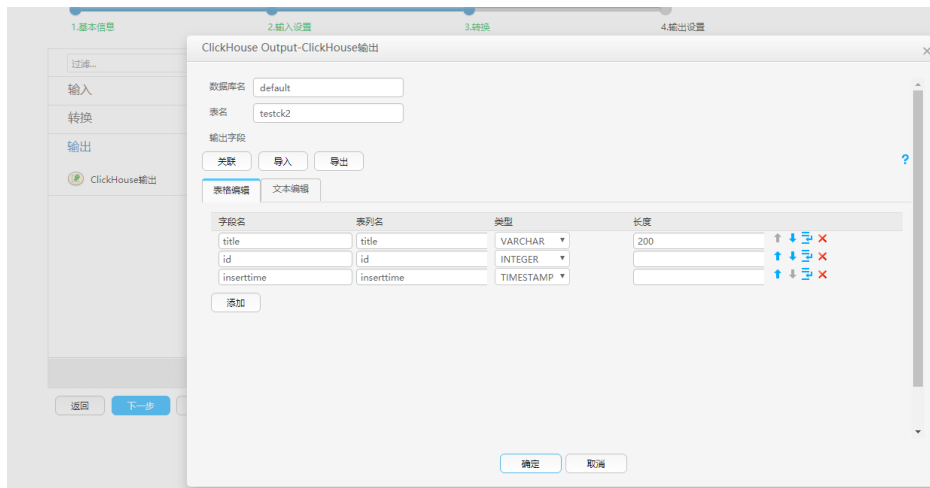 1.基本信息 2.输入设置 3.转换 4.输出设置
ClickHouse Output-ClickHouse输出
过滤...
输入
转换
输出
ClickHouse输出
数据库名 default
表名 testck2
输出字段
关联 导入 导出
表格编辑 文本编辑
字段名 表列名 类型 长度
title title VARCHAR 200
id id INTEGER
inserttime inserttime TIMESTAMP
添加
返回 下一步
确定 取消